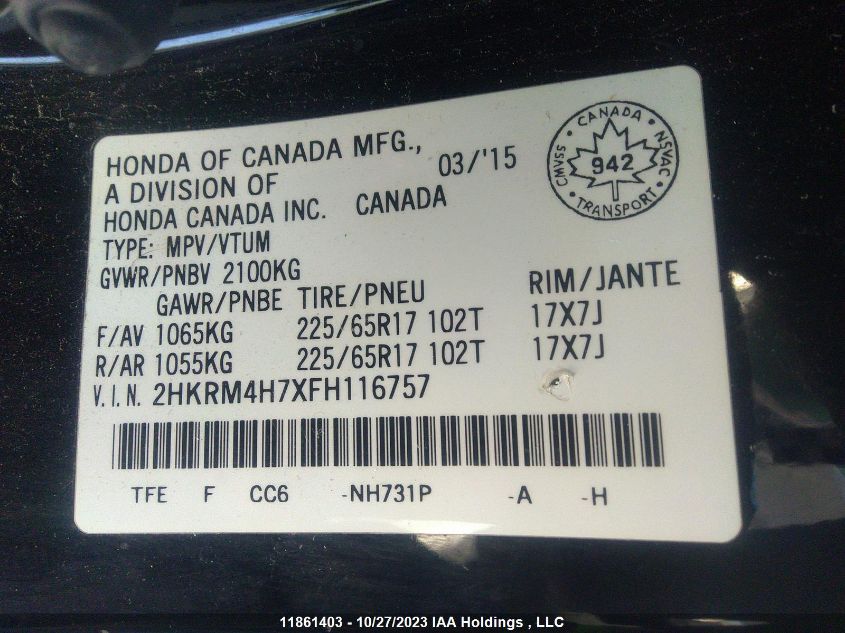 HONDA OF CANADA MFG., 03/'15
A DIVISION OF
HONDA CANADA INC. CANADA
TYPE: MPV/VTUM
GVWR/PNBV 2100KG
GAWR/PNBE TIRE/PNEU RIM/JANTE
F/AV 1065KG 225/65R17 102T 17X7J
R/AR 1055KG 225/65R17 102T 17X7J
V.I.N. 2HKRM4H7XFH116757
TFE F CC6 -NH731P -A -H
CANADA
CMVSS 942 NSVAC
TRANSPORT
11861403 - 10/27/2023 IAA Holdings , LLC